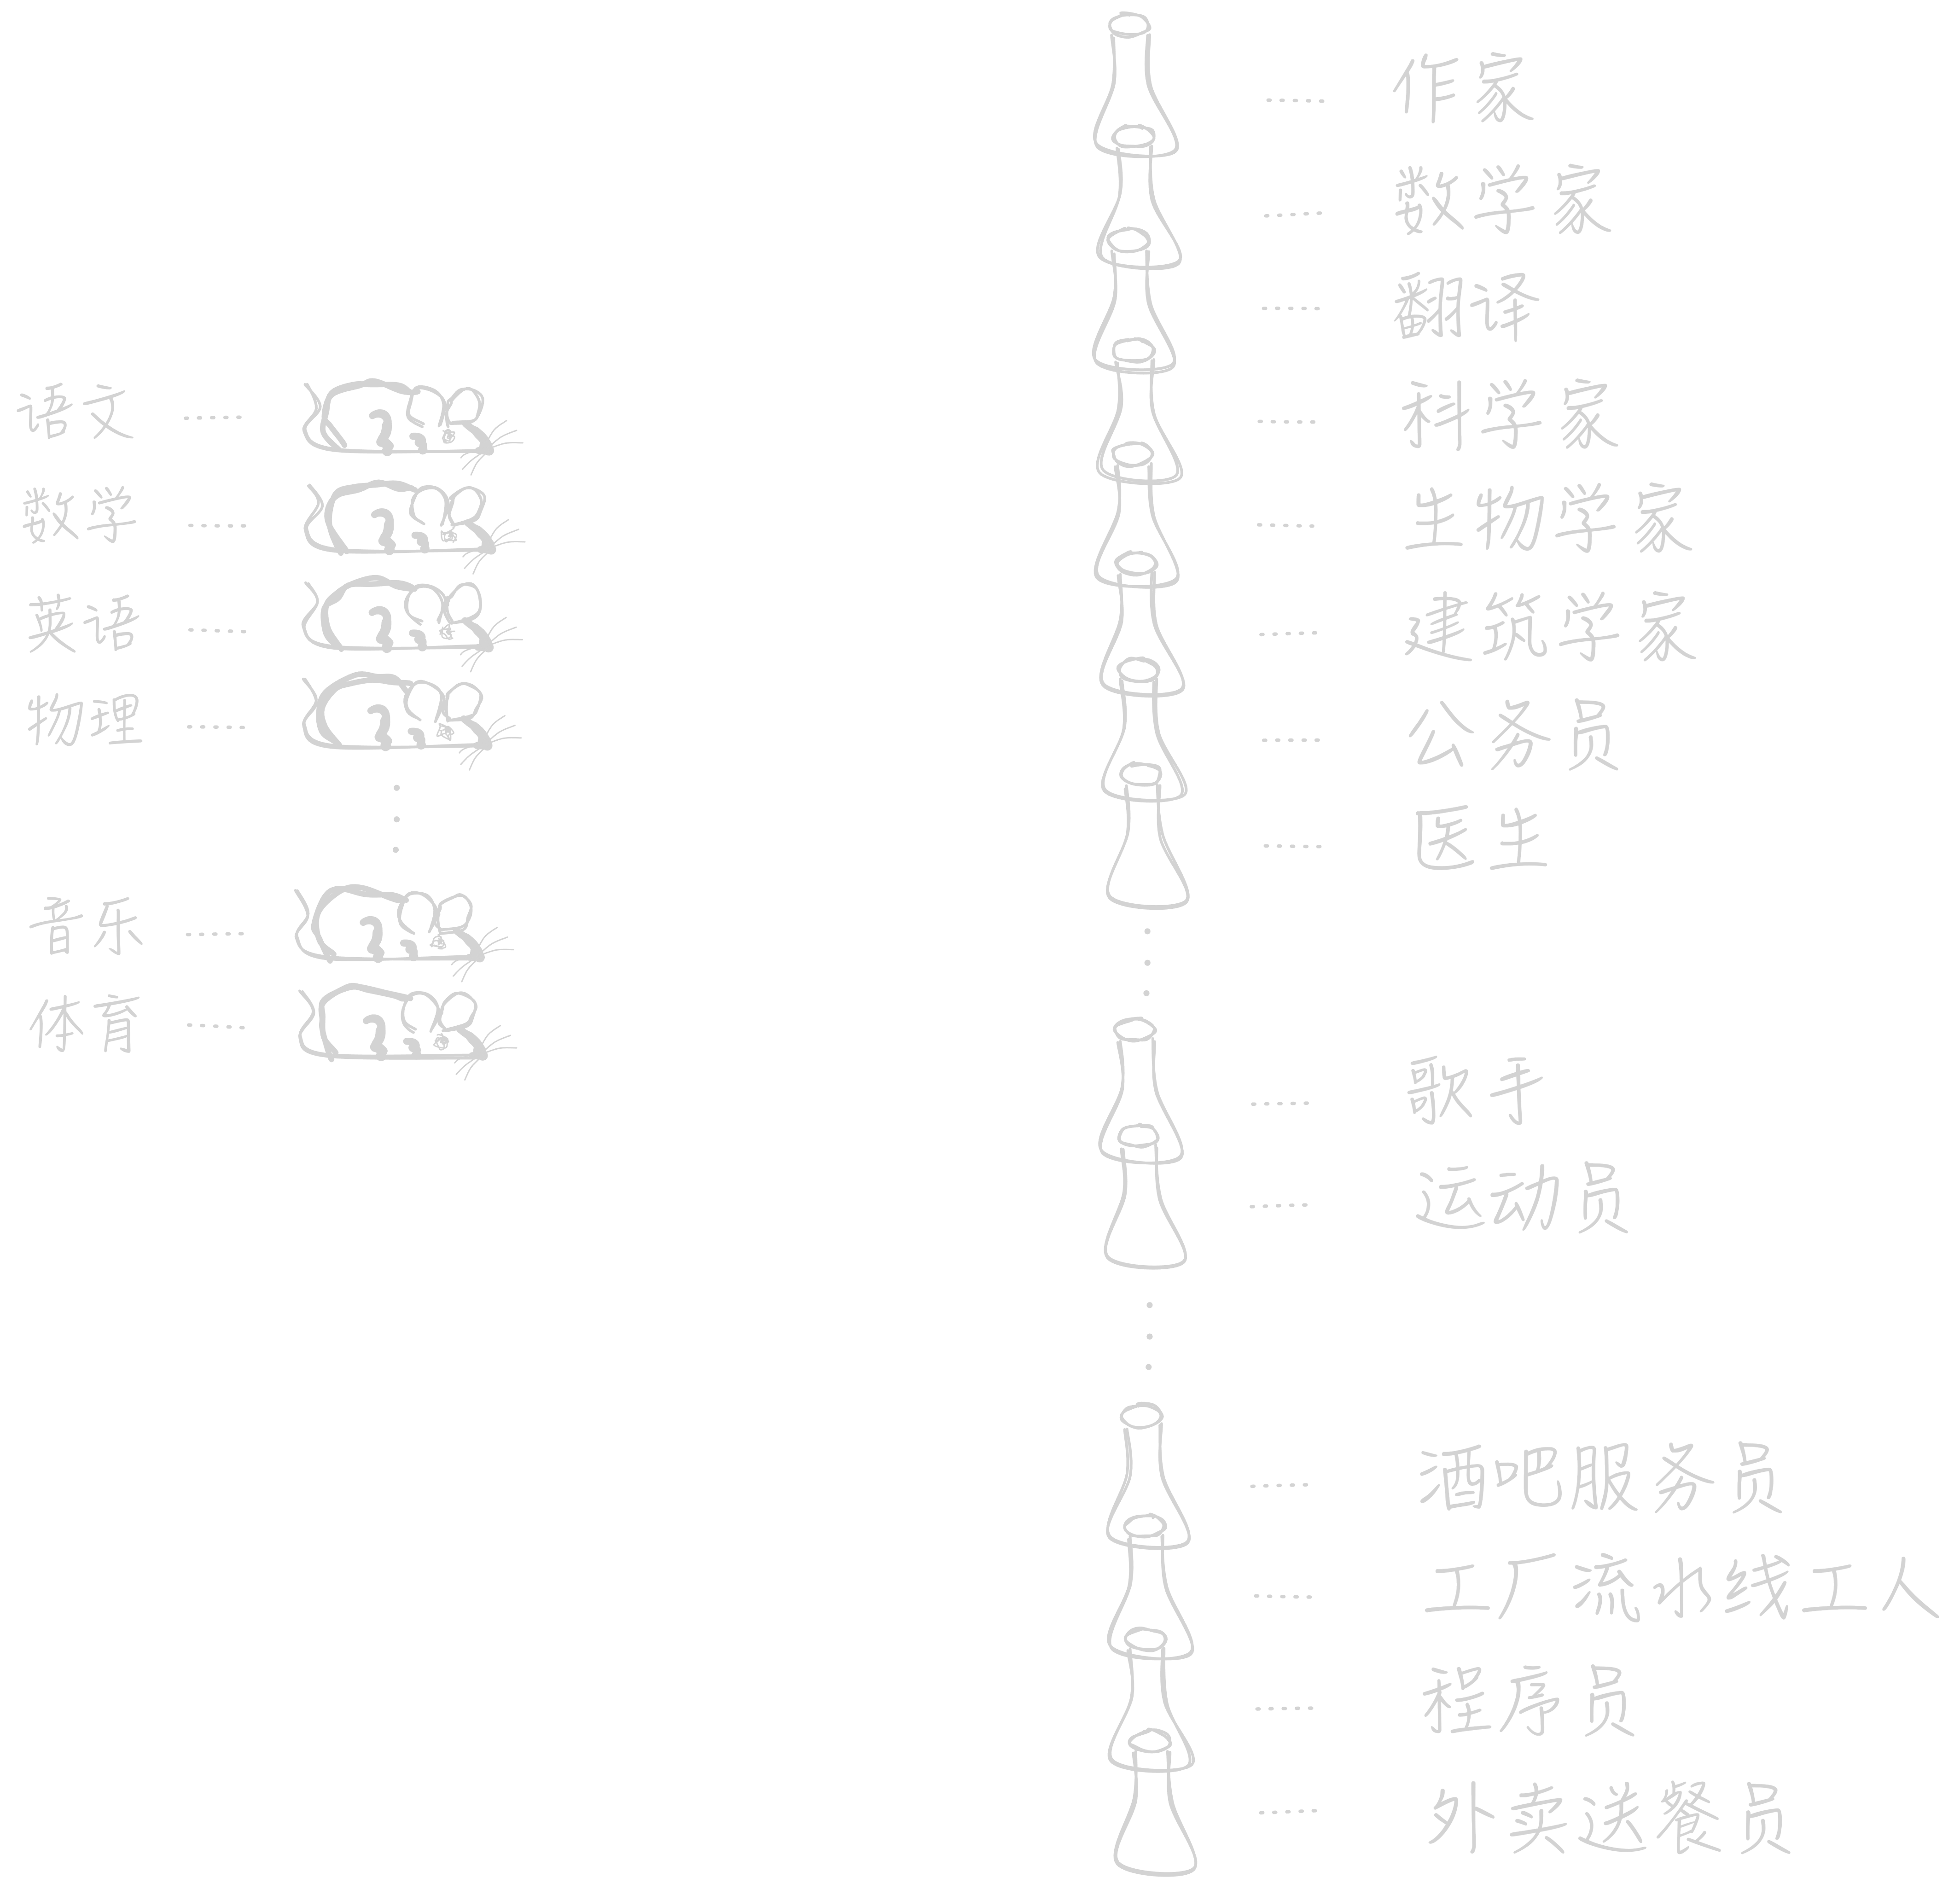 语文
数学
英语
物理
音乐
体育
作家
数学家
翻译
科学家
生物学家
建筑学家
公务员
医生
歌手
运动员
酒吧服务员
工厂流水线工人
程序员
外卖送餐员